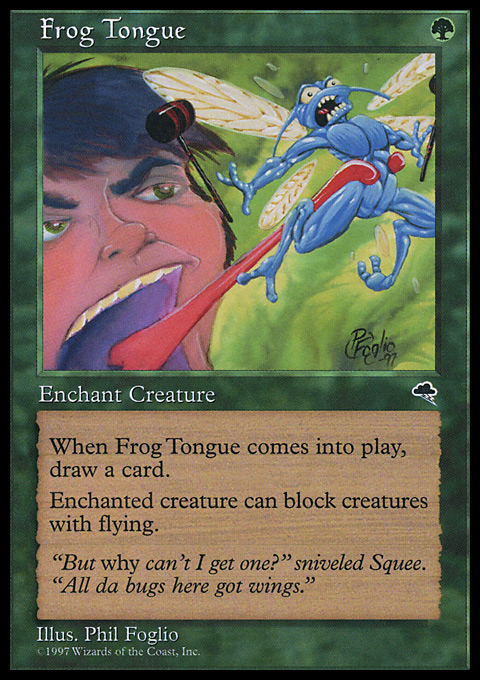 Frog Tongue
P. Foglio
97
Enchant Creature
When Frog Tongue comes into play,
draw a card.
Enchanted creature can block creatures
with flying.
“But why can’t I get one?” sniveled Squee.
“All da bugs here got wings.”
Illus. Phil Foglio
©1997 Wizards of the Coast, Inc.